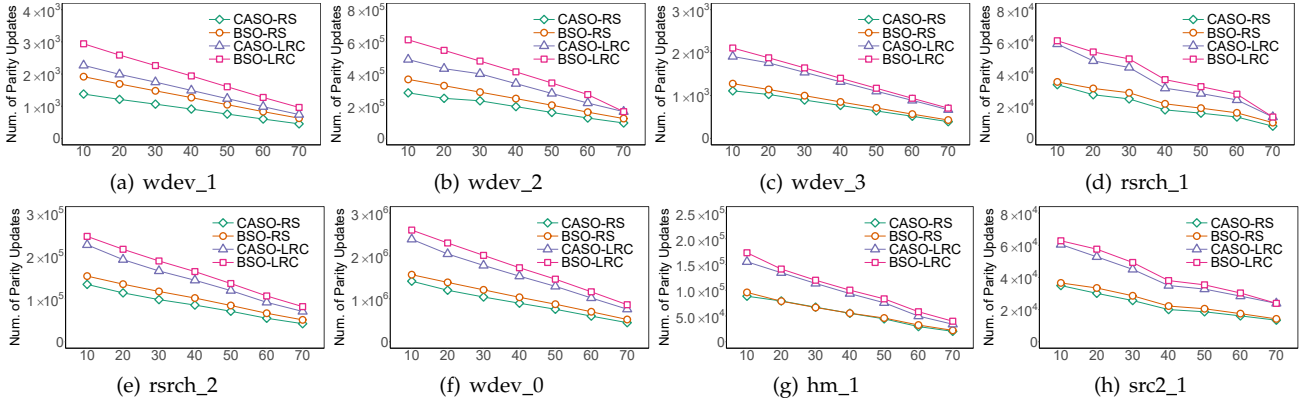 Num. of Parity Updates
4×10³
3×10³
2×10³
1×10³
0
10 20 30 40 50 60 70
CASO-RS
BSO-RS
CASO-LRC
BSO-LRC
(a) wdev_1
Num. of Parity Updates
8×10⁵
6×10⁵
4×10⁵
2×10⁵
0
10 20 30 40 50 60 70
CASO-RS
BSO-RS
CASO-LRC
BSO-LRC
(b) wdev_2
Num. of Parity Updates
3×10³
2×10³
1×10³
0
10 20 30 40 50 60 70
CASO-RS
BSO-RS
CASO-LRC
BSO-LRC
(c) wdev_3
Num. of Parity Updates
8×10⁴
6×10⁴
4×10⁴
2×10⁴
0
10 20 30 40 50 60 70
CASO-RS
BSO-RS
CASO-LRC
BSO-LRC
(d) rsrch_1
Num. of Parity Updates
3×10⁵
2×10⁵
1×10⁵
0
10 20 30 40 50 60 70
CASO-RS
BSO-RS
CASO-LRC
BSO-LRC
(e) rsrch_2
Num. of Parity Updates
3×10⁶
2×10⁶
1×10⁶
0
10 20 30 40 50 60 70
CASO-RS
BSO-RS
CASO-LRC
BSO-LRC
(f) wdev_0
Num. of Parity Updates
2.5×10⁵
2.0×10⁵
1.5×10⁵
1.0×10⁵
5.0×10⁴
0
10 20 30 40 50 60 70
CASO-RS
BSO-RS
CASO-LRC
BSO-LRC
(g) hm_1
Num. of Parity Updates
8×10⁴
6×10⁴
4×10⁴
2×10⁴
0
10 20 30 40 50 60 70
CASO-RS
BSO-RS
CASO-LRC
BSO-LRC
(h) src2_1